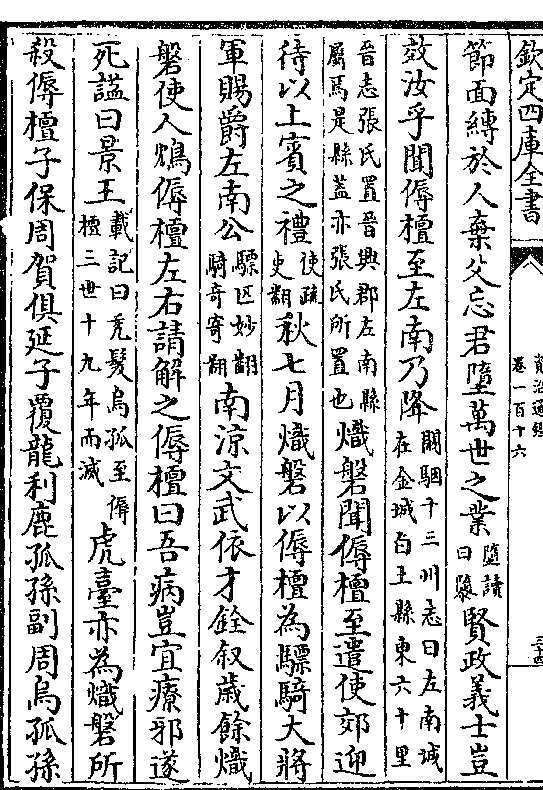 欽定四庫全書
資治通鑑
卷一百十六
三十四
節面縛於人棄父忘君墮萬世之業墮讀曰隳賢政義士豈
效汝乎聞傉檀至左南乃降闞駰十三州志曰左南城在金城白土縣東六十里
晉志張氏置晉興郡左南縣屬焉是縣蓋亦張氏所置也熾磐聞傉檀至遣使郊迎
待以上賓之禮使疏吏翻秋七月熾磐以傉檀為驃騎大將
軍賜爵左南公驃匹妙翻騎奇寄翻南涼文武依才銓叙歲餘熾
磐使人鴆傉檀左右請解之傉檀曰吾病豈宜療邪遂
死諡曰景王載記曰禿髮烏孤至傉檀三世十九年而滅虎臺亦為熾磐所
殺傉檀子保周賀俱延子覆龍利鹿孤孫副周烏孤孫